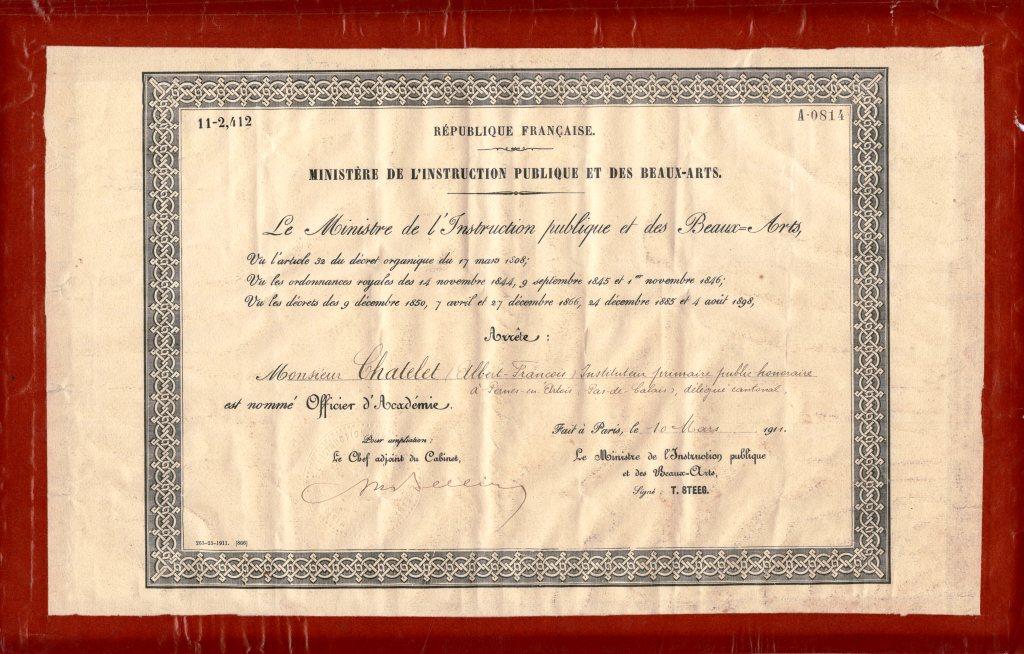 11-2,412
A-0814
RÉPUBLIQUE FRANÇAISE.
MINISTÈRE DE L'INSTRUCTION PUBLIQUE ET DES BEAUX-ARTS.
Le Ministre de l'Instruction publique et des Beaux-Arts,
Vu l'article 32 du décret organique du 17 mars 1808;
Vu les ordonnances royales des 14 novembre 1844, 9 septembre 1845 et 1er novembre 1846;
Vu les décrets des 9 décembre 1850, 7 avril et 27 décembre 1866, 24 décembre 1885 et 4 août 1898,
Arrête :
Monsieur Chatelet (Albert-François) Instituteur primaire public honoraire
à Pernes-en-Artois (Pas-de-Calais), délégué cantonal,
est nommé Officier d'Académie.
Fait à Paris, le 10 Mars 1911.
Pour ampliation :
Le Chef adjoint du Cabinet,
Le Ministre de l'Instruction publique
et des Beaux-Arts,
Signé : T. STEEG.